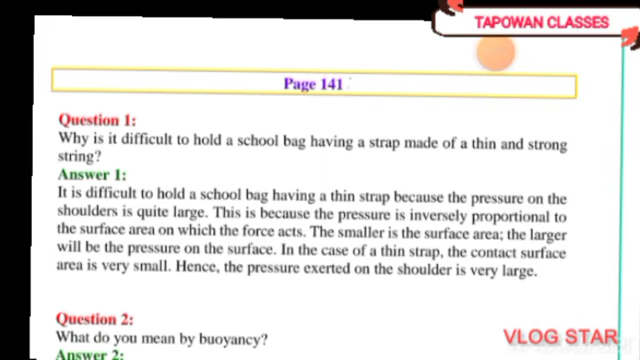 TAPOWAN CLASSES
Page 141
Question 1:
Why is it difficult to hold a school bag having a strap made of a thin and strong
string?
Answer 1:
It is difficult to hold a school bag having a thin strap because the pressure on the
shoulders is quite large. This is because the pressure is inversely proportional to
the surface area on which the force acts. The smaller is the surface area; the larger
will be the pressure on the surface. In the case of a thin strap, the contact surface
area is very small. Hence, the pressure exerted on the shoulder is very large.
Question 2:
What do you mean by buoyancy?
Answer 2:
VLOG STAR